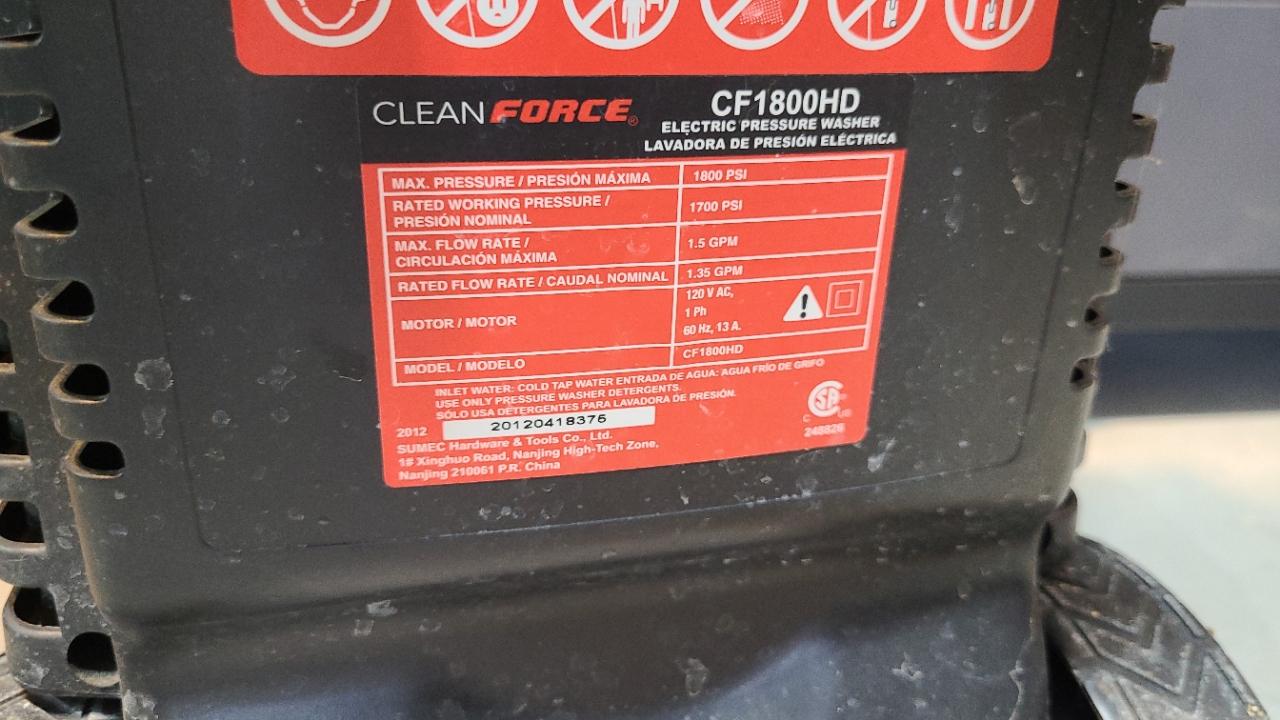 CLEAN FORCE®
CF1800HD
ELECTRIC PRESSURE WASHER
LAVADORA DE PRESIÓN ELÉCTRICA
MAX. PRESSURE / PRESIÓN MÁXIMA 1800 PSI
RATED WORKING PRESSURE /
PRESIÓN NOMINAL 1700 PSI
MAX. FLOW RATE /
CIRCULACIÓN MÁXIMA 1.5 GPM
RATED FLOW RATE / CAUDAL NOMINAL 1.35 GPM
MOTOR / MOTOR 120 V AC,
1 Ph
60 Hz, 13 A.
MODEL / MODELO CF1800HD
INLET WATER: COLD TAP WATER ENTRADA DE AGUA: AGUA FRÍO DE GRIFO
USE ONLY PRESSURE WASHER DETERGENTS.
SÓLO USA DETERGENTES PARA LAVADORA DE PRESIÓN.
2012 20120418376
SUMEC Hardware & Tools Co., Ltd.
1# Xinghuo Road, Nanjing High-Tech Zone,
Nanjing 210061 P.R. China
SA
C US
248826